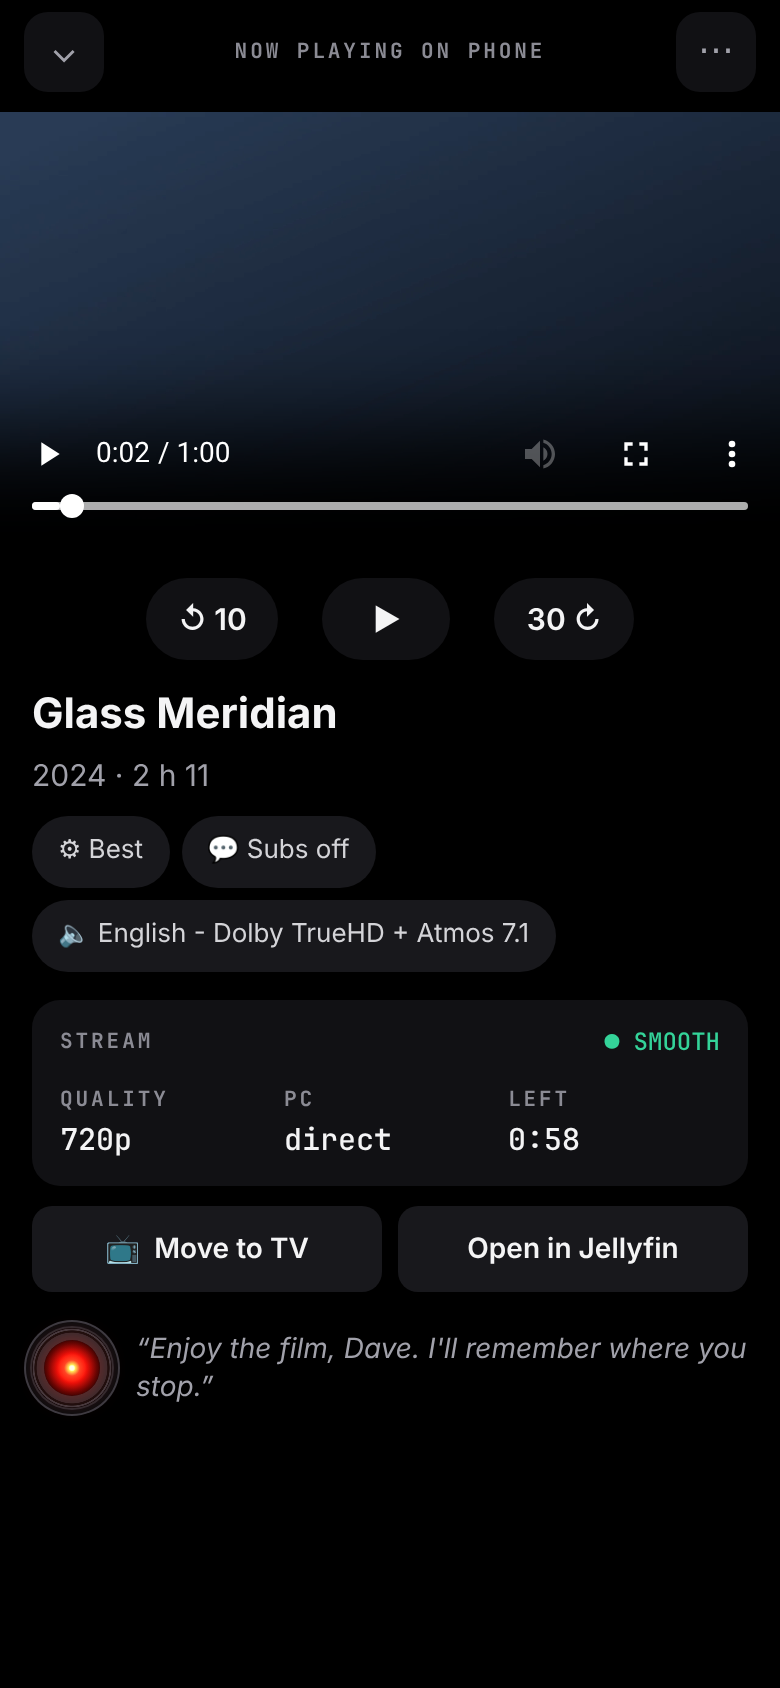 NOW PLAYING ON PHONE
0:02 / 1:00
10
30
Glass Meridian
2024 · 2 h 11
Best
Subs off
English - Dolby TrueHD + Atmos 7.1
STREAM
SMOOTH
QUALITY PC LEFT
720p direct 0:58
Move to TV
Open in Jellyfin
“Enjoy the film, Dave. I'll remember where you
stop.”